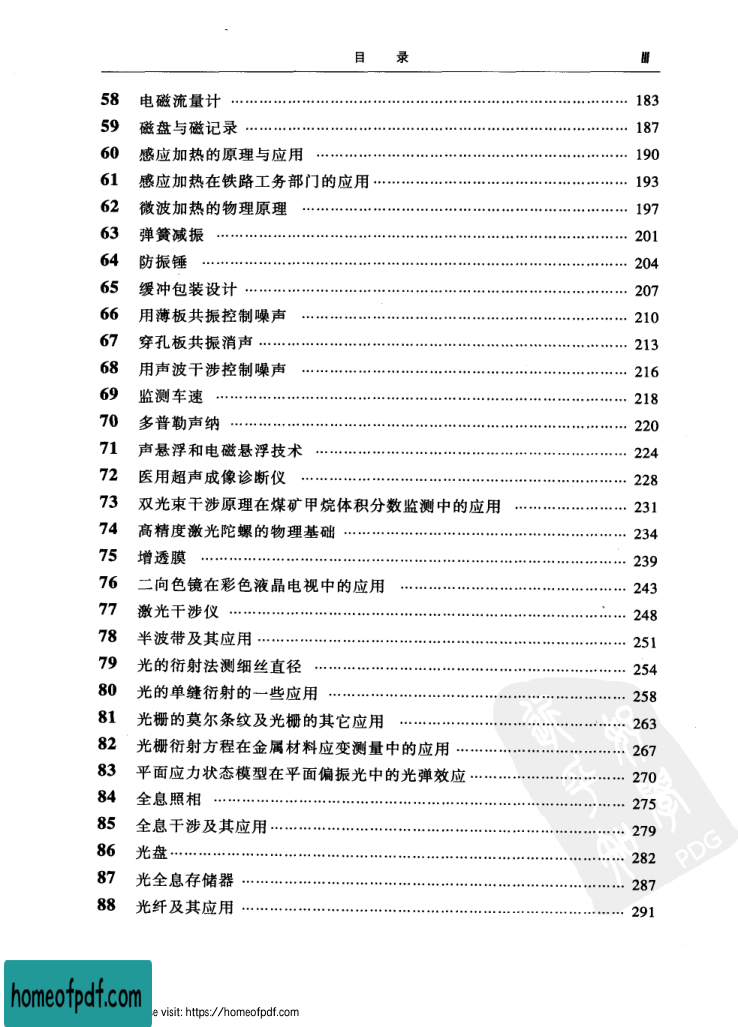 目 录 Ⅲ
58 电磁流量计 …… 183
59 磁盘与磁记录 …… 187
60 感应加热的原理与应用 …… 190
61 感应加热在铁路工务部门的应用 …… 193
62 微波加热的物理原理 …… 197
63 弹簧减振 …… 201
64 防振锤 …… 204
65 缓冲包装设计 …… 207
66 用薄板共振控制噪声 …… 210
67 穿孔板共振消声 …… 213
68 用声波干涉控制噪声 …… 216
69 监测车速 …… 218
70 多普勒声纳 …… 220
71 声悬浮和电磁悬浮技术 …… 224
72 医用超声成像诊断仪 …… 228
73 双光束干涉原理在煤矿甲烷体积分数监测中的应用 …… 231
74 高精度激光陀螺的物理基础 …… 234
75 增透膜 …… 239
76 二向色镜在彩色液晶电视中的应用 …… 243
77 激光干涉仪 …… 248
78 半波带及其应用 …… 251
79 光的衍射法测细丝直径 …… 254
80 光的单缝衍射的一些应用 …… 258
81 光栅的莫尔条纹及光栅的其它应用 …… 263
82 光栅衍射方程在金属材料应变测量中的应用 …… 267
83 平面应力状态模型在平面偏振光中的光弹效应 …… 270
84 全息照相 …… 275
85 全息干涉及其应用 …… 279
86 光盘 …… 282
87 光全息存储器 …… 287
88 光纤及其应用 …… 291
PDG
homeofpdf.com
e visit: https://homeofpdf.com